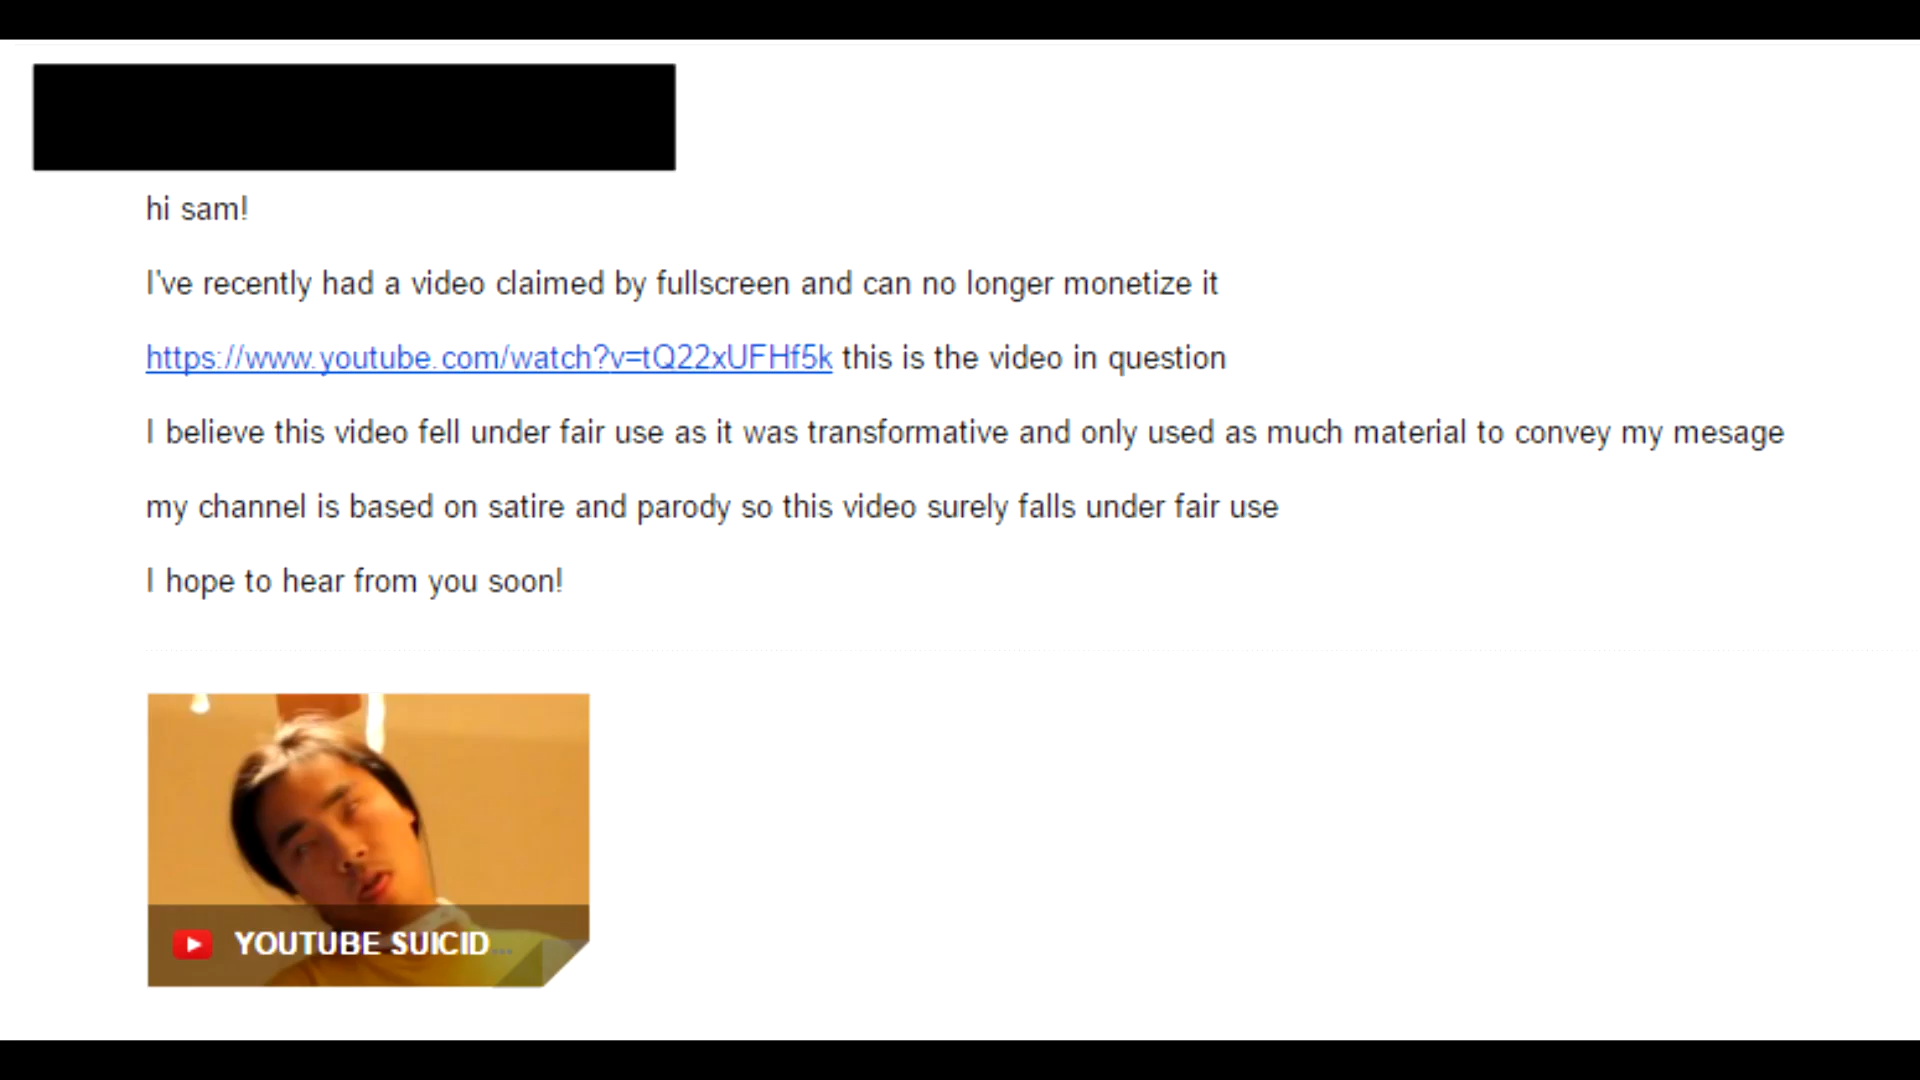 hi sam!
I've recently had a video claimed by fullscreen and can no longer monetize it
https://www.youtube.com/watch?v=tQ22xUFHf5k this is the video in question
I believe this video fell under fair use as it was transformative and only used as much material to convey my mesage
my channel is based on satire and parody so this video surely falls under fair use
I hope to hear from you soon!
YOUTUBE SUICID...